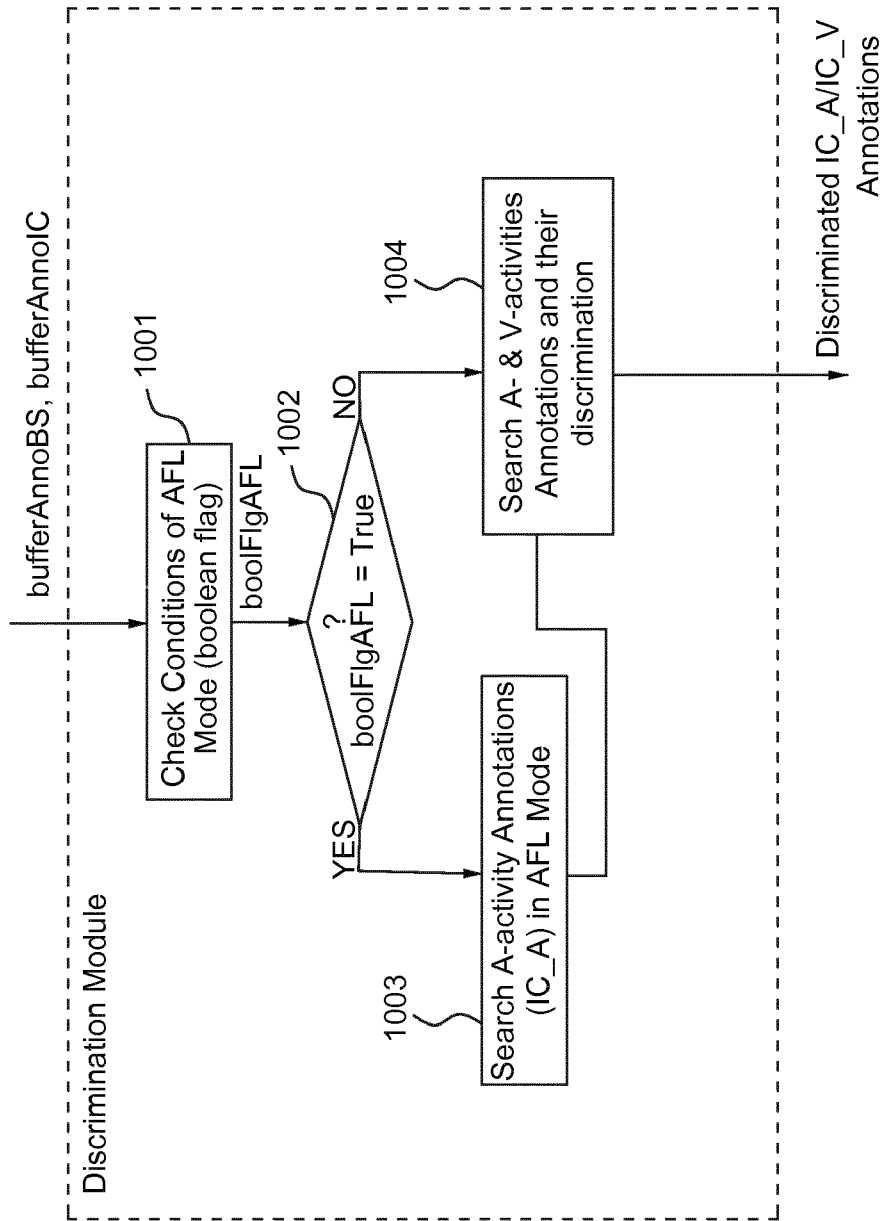 bufferAnnoBS, bufferAnnoIC
Discrimination Module
1001
Check Conditions of AFL
Mode (boolean flag)
boolFlgAFL
1002
?
boolFlgAFL = True
YES
NO
1003
Search A-activity Annotations
(IC_A) in AFL Mode
1004
Search A- & V-activities
Annotations and their
discrimination
Discriminated IC_A/IC_V
Annotations